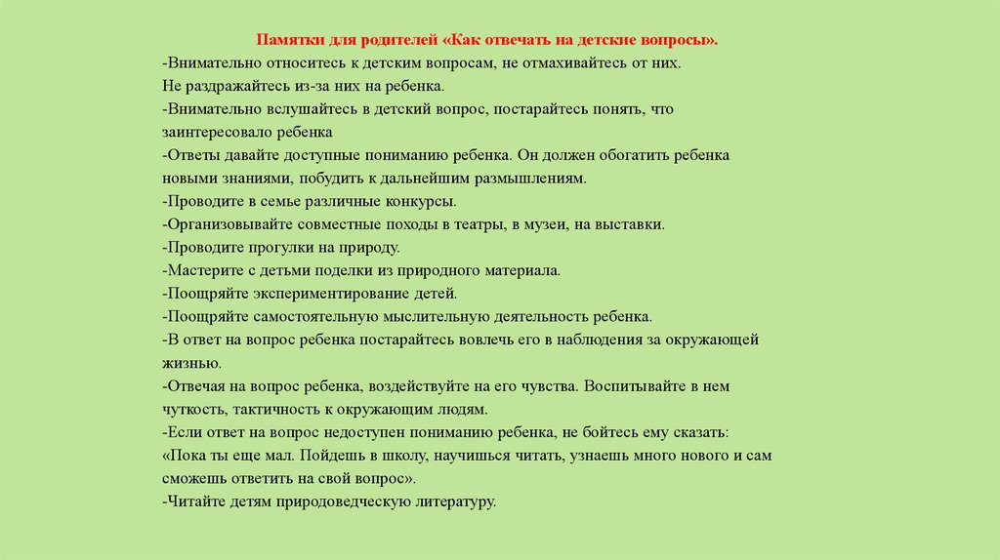 Памятки для родителей «Как отвечать на детские вопросы».
-Внимательно относитесь к детским вопросам, не отмахивайтесь от них.
Не раздражайтесь из-за них на ребенка.
-Внимательно вслушайтесь в детский вопрос, постарайтесь понять, что
заинтересовало ребенка
-Ответы давайте доступные пониманию ребенка. Он должен обогатить ребенка
новыми знаниями, побудить к дальнейшим размышлениям.
-Проводите в семье различные конкурсы.
-Организовывайте совместные походы в театры, в музеи, на выставки.
-Проводите прогулки на природу.
-Мастерите с детьми поделки из природного материала.
-Поощряйте экспериментирование детей.
-Поощряйте самостоятельную мыслительную деятельность ребенка.
-В ответ на вопрос ребенка постарайтесь вовлечь его в наблюдения за окружающей
жизнью.
-Отвечая на вопрос ребенка, воздействуйте на его чувства. Воспитывайте в нем
чуткость, тактичность к окружающим людям.
-Если ответ на вопрос недоступен пониманию ребенка, не бойтесь ему сказать:
«Пока ты еще мал. Пойдешь в школу, научишься читать, узнаешь много нового и сам
сможешь ответить на свой вопрос».
-Читайте детям природоведческую литературу.